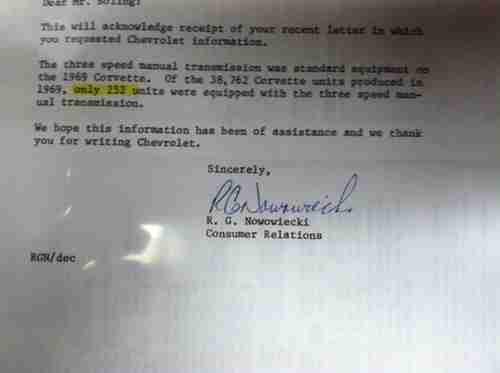 Dear Mr. Boling:
This will acknowledge receipt of your recent letter in which
you requested Chevrolet information.
The three speed manual transmission was standard equipment on
the 1969 Corvette. Of the 38,762 Corvette units produced in
1969, only 252 units were equipped with the three speed man-
ual transmission.
We hope this information has been of assistance and we thank
you for writing Chevrolet.
Sincerely,
RG Nowowiecki
R. G. Nowowiecki
Consumer Relations
RGN/dec